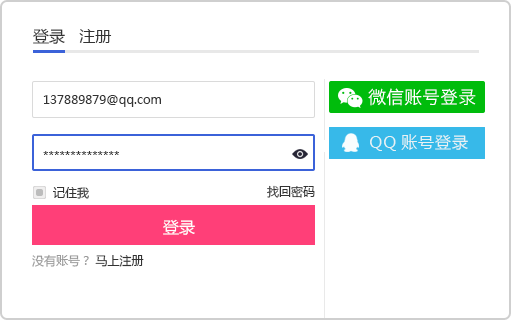 登录 注册
137889879@qq.com
**************
记住我 找回密码
登录
没有账号？ 马上注册
微信账号登录
QQ 账号登录